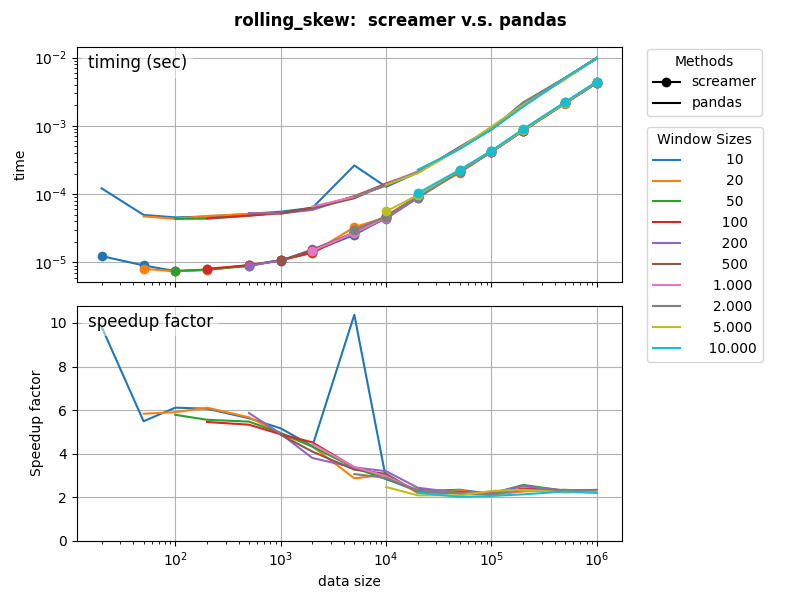 rolling_skew:  screamer v.s. pandas
timing (sec)
time
10⁻²
10⁻³
10⁻⁴
10⁻⁵
speedup factor
Speedup factor
10
8
6
4
2
0
10²
10³
10⁴
10⁵
10⁶
data size
Methods
screamer
pandas
Window Sizes
10
20
50
100
200
500
1.000
2.000
5.000
10.000